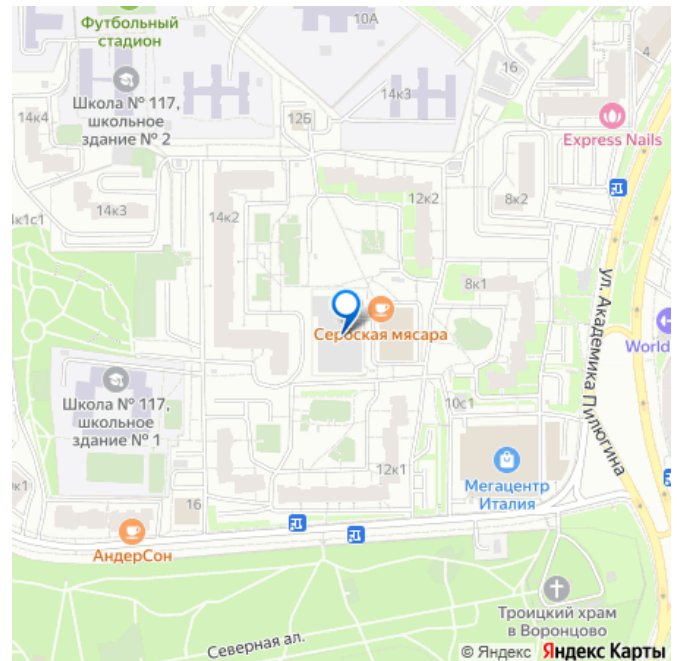 10А
Футбольный
стадион
16
4
Школа № 117,
школьное
здание № 2
14к4
14к3
12Б
Express Nails
14к3
14к2
12к2
8к2
ул. Академика Пилюгина
8к1
Сербская мясара
World
Школа № 117,
школьное
здание № 1
10с1
12к1
Мегацентр
Италия
16
АндерСон
Троицкий храм
в Воронцово
Северная ал.
© Яндекс Яндекс Карты